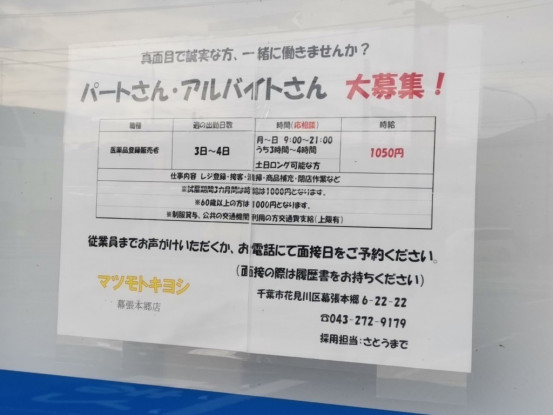 真面目で誠実な方、一緒に働きませんか？
パートさん・アルバイトさん 大募集！
職種 週の出勤日数 時間(応相談) 時給
医薬品登録販売者 3日～4日 月～日 9:00～21:00 1050円
うち3時間～4時間
土日ロング可能な方
仕事内容 レジ登録・接客・清掃・商品補充・閉店作業など
※試用期間3カ月間は時給は1000円となります。
※60歳以上の方は1000円となります。
※制服貸与、公共の交通機関利用の方交通費支給(上限有)
従業員までお声がけいただくか、お電話にて面接日をご予約ください。
(面接の際は履歴書をお持ちください)
マツモトキヨシ
幕張本郷店
千葉市花見川区幕張本郷 6-22-22
☎043-272-9179
採用担当：さとうまで